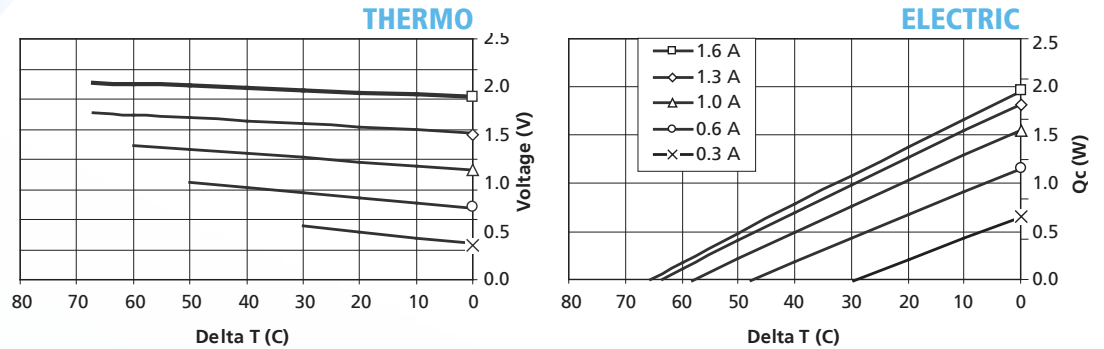 THERMO
2.5
2.0
1.5
1.0
0.5
0.0
Voltage (V)
80 70 60 50 40 30 20 10 0
Delta T (C)
ELECTRIC
1.6 A
1.3 A
1.0 A
0.6 A
0.3 A
2.5
2.0
1.5
1.0
0.5
0.0
Qc (W)
80 70 60 50 40 30 20 10 0
Delta T (C)